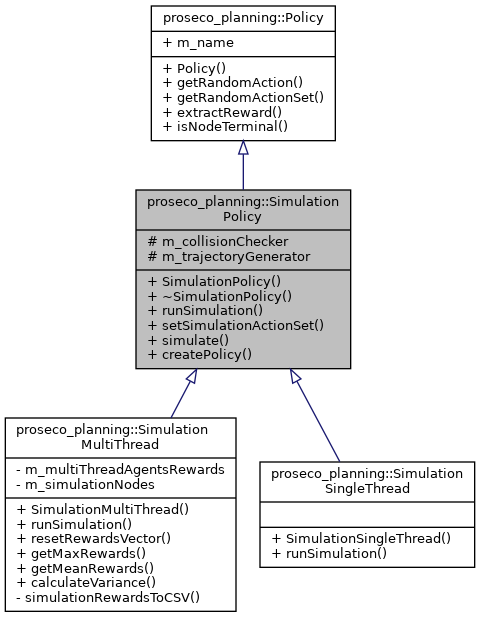 proseco_planning::Policy
+ m_name
+ Policy()
+ getRandomAction()
+ getRandomActionSet()
+ extractReward()
+ isNodeTerminal()
proseco_planning::Simulation
Policy
# m_collisionChecker
# m_trajectoryGenerator
+ SimulationPolicy()
+ ~SimulationPolicy()
+ runSimulation()
+ setSimulationActionSet()
+ simulate()
+ createPolicy()
proseco_planning::Simulation
MultiThread
- m_multiThreadAgentsRewards
- m_simulationNodes
+ SimulationMultiThread()
+ runSimulation()
+ resetRewardsVector()
+ getMaxRewards()
+ getMeanRewards()
+ calculateVariance()
- simulationRewardsToCSV()
proseco_planning::Simulation
SingleThread
+ SimulationSingleThread()
+ runSimulation()